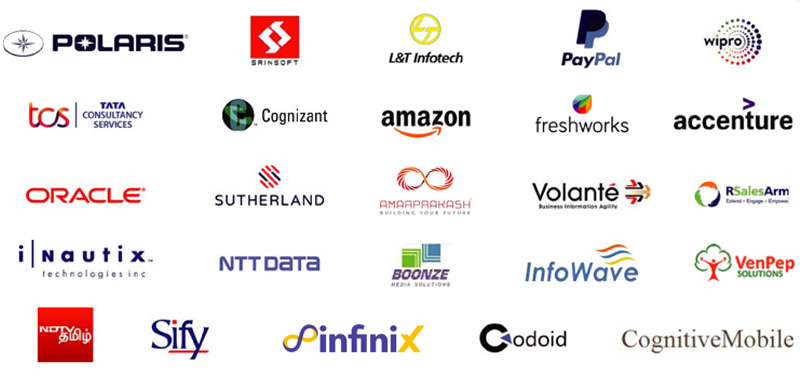 POLARIS
SRINSOFT
L&T Infotech
PayPal
wipro
tcs TATA CONSULTANCY SERVICES
Cognizant
amazon
freshworks
accenture
ORACLE
SUTHERLAND
AMARPRAKASH
BUILDING YOUR FUTURE
Volanté
Business Information Agility
RSalesArm
Extend • Engage • Empower
i|Nautix
technologies inc
NTT DATA
BOONZE
MEDIA SOLUTIONS
InfoWave
VenPep
SOLUTIONS
NDTV
தமிழ்
Sify
infiniX
Codoid
CognitiveMobile